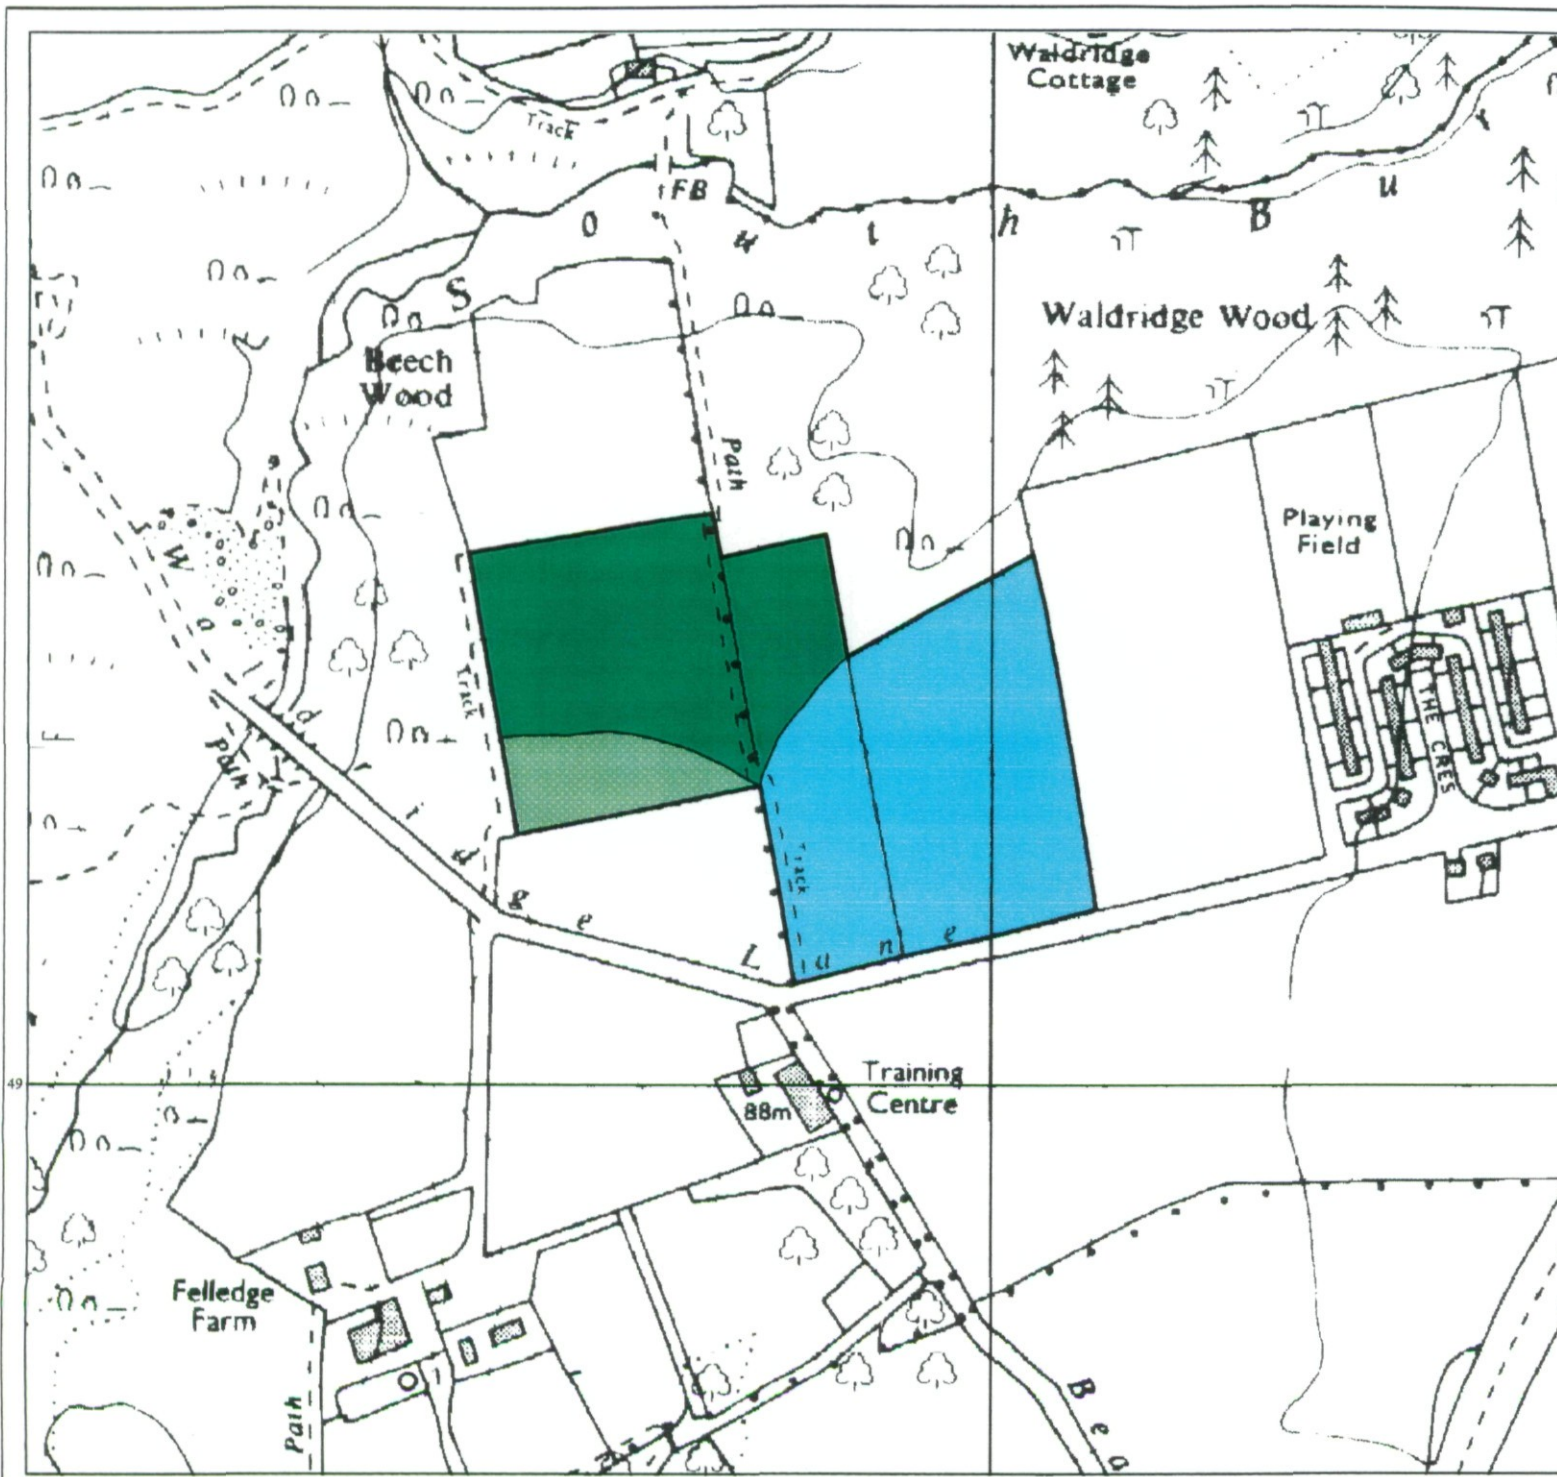 Waldridge
Cottage
Track
FB
S o u t h B u r
Waldridge Wood
Beech
Wood
Path
Playing
Field
Track
Path
THE CRES
Track
W a l d r i d g e L a n e
Training
Centre
49
88m
Felledge
Farm
Path
B e a